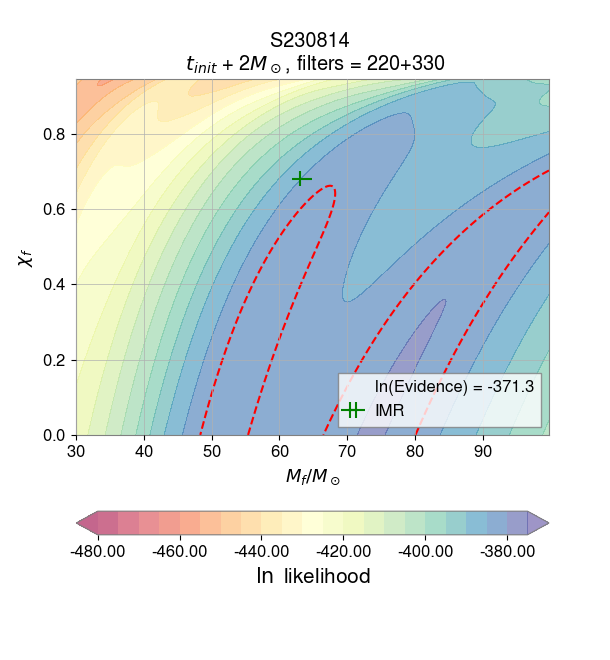 S230814
t_init + 2M_⊙, filters = 220+330
χ_f
0.8
0.6
0.4
0.2
0.0
30 40 50 60 70 80 90
M_f/M_⊙
ln(Evidence) = -371.3
IMR
-480.00 -460.00 -440.00 -420.00 -400.00 -380.00
ln likelihood